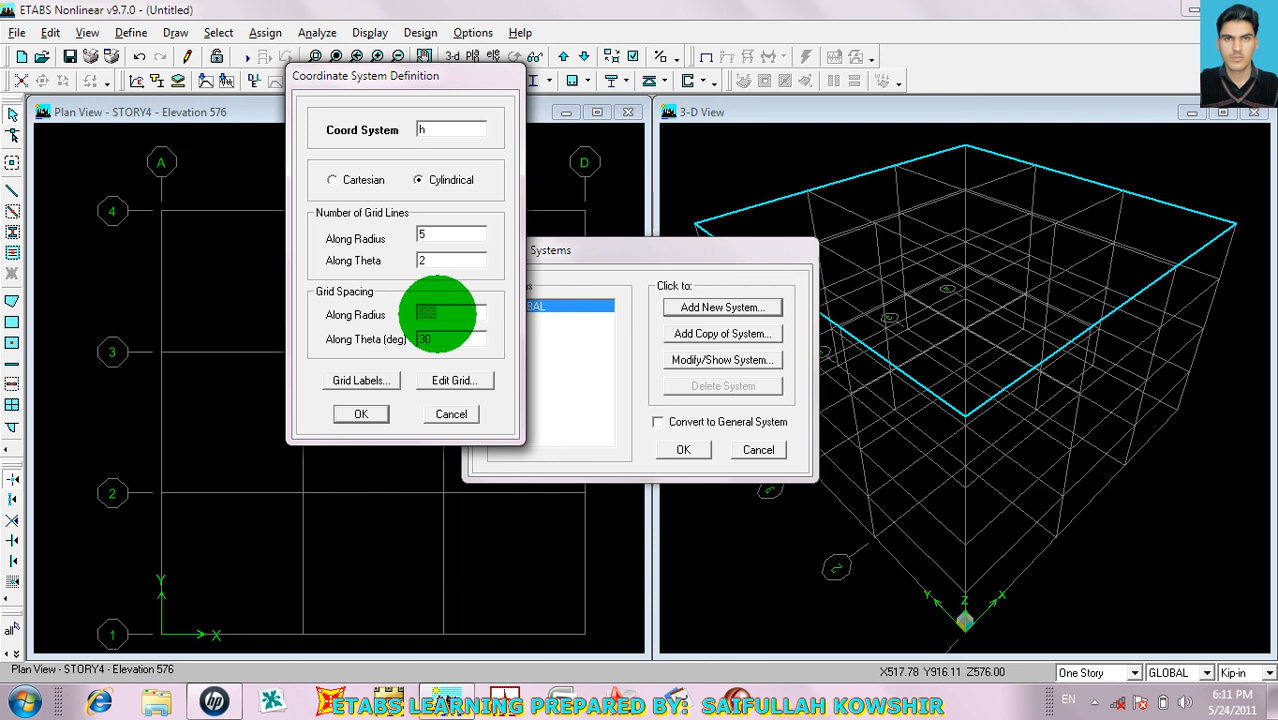 ETABS Nonlinear v9.7.0 - (Untitled)
File Edit View Define Draw Select Assign Analyze Display Design Options Help
3-d
Plan View - STORY4 - Elevation 576
3-D View
Coordinate System Definition
Coord System h
Cartesian Cylindrical
Number of Grid Lines
Along Radius 5
Along Theta 2
Grid Spacing
Along Radius
Along Theta (deg) 30
Grid Labels... Edit Grid...
OK Cancel
Systems
Click to:
Add New System...
Add Copy of System...
Modify/Show System...
Delete System
Convert to General System
OK Cancel
A D
4
3
2
1
Y
X
2
Y Z X
all
Plan View - STORY4 - Elevation 576
X517.78 Y916.11 Z576.00
One Story GLOBAL Kip-in
EN
6:11 PM
5/24/2011
ETABS LEARNING PREPARED BY: SAIFULLAH KOWSHIR